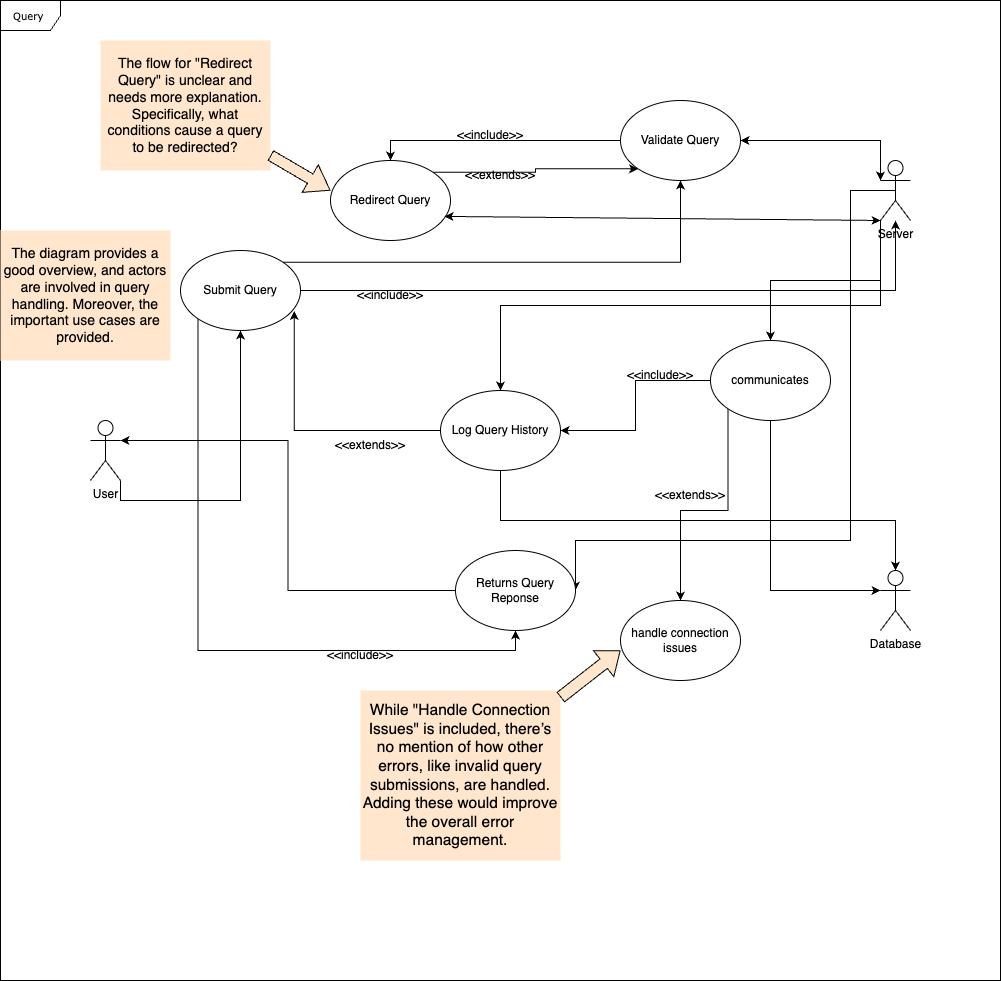 Query
The flow for "Redirect
Query" is unclear and
needs more explanation.
Specifically, what
conditions cause a query
to be redirected?
<<include>>
Validate Query
<<extends>>
Redirect Query
Server
The diagram provides a
good overview, and actors
are involved in query
handling. Moreover, the
important use cases are
provided.
Submit Query
<<include>>
<<include>>
communicates
Log Query History
<<extends>>
User
<<extends>>
Returns Query
Reponse
handle connection
issues
Database
<<include>>
While "Handle Connection
Issues" is included, there's
no mention of how other
errors, like invalid query
submissions, are handled.
Adding these would improve
the overall error
management.